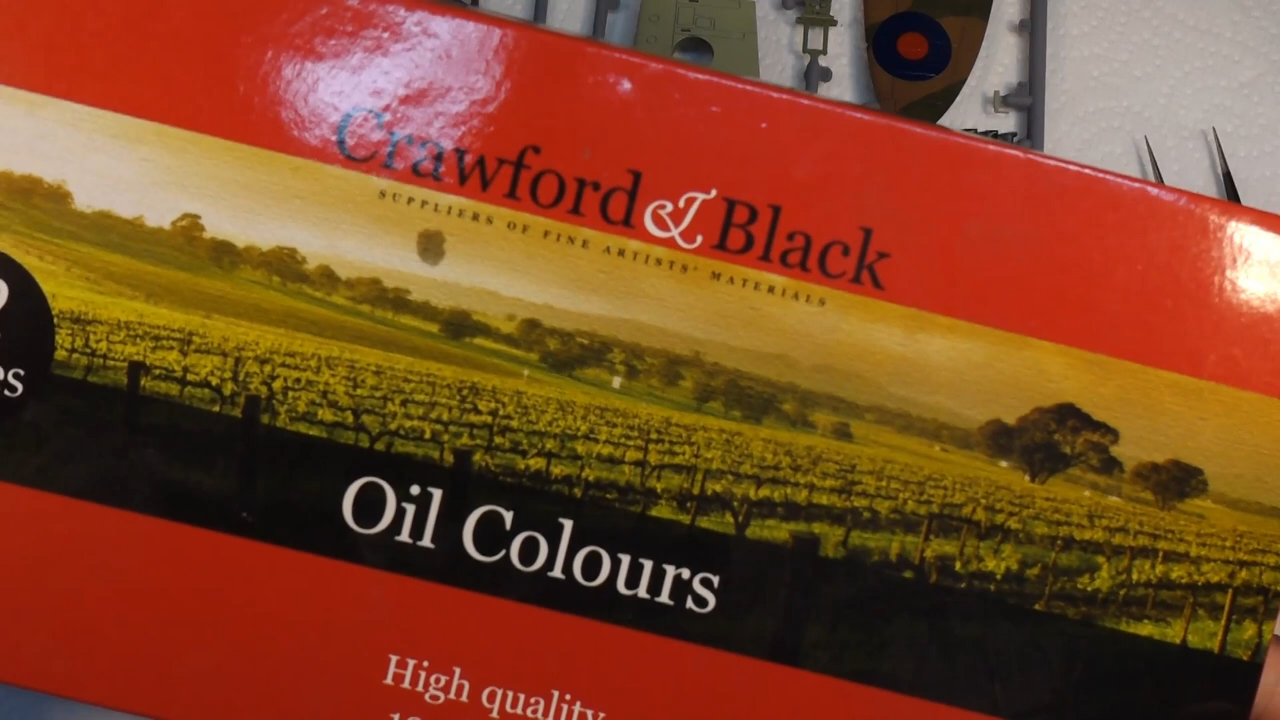 Crawford & Black
SUPPLIERS OF FINE ARTISTS' MATERIALS
Oil Colours
High quality